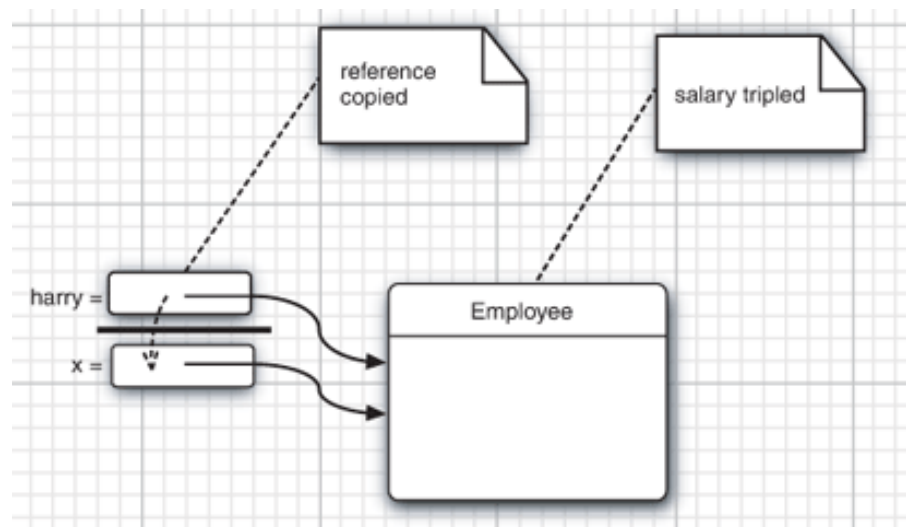 reference
copied
salary tripled
harry =
Employee
x =